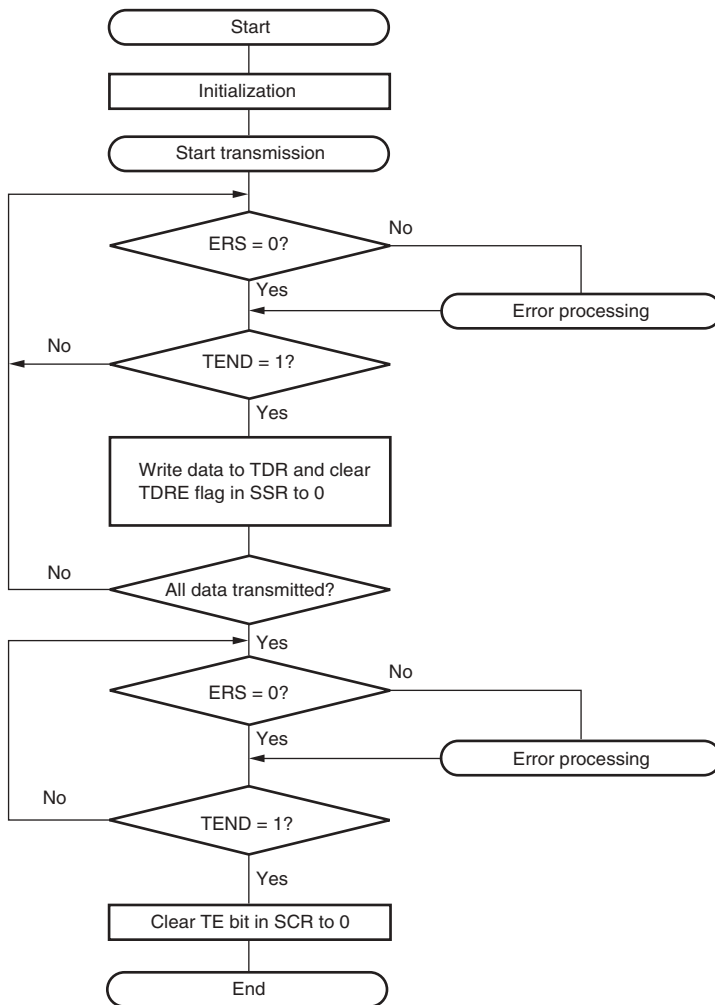 Start
Initialization
Start transmission
ERS = 0?
No
Yes
Error processing
No
TEND = 1?
Yes
Write data to TDR and clear
TDRE flag in SSR to 0
No
All data transmitted?
Yes
ERS = 0?
No
Yes
Error processing
No
TEND = 1?
Yes
Clear TE bit in SCR to 0
End